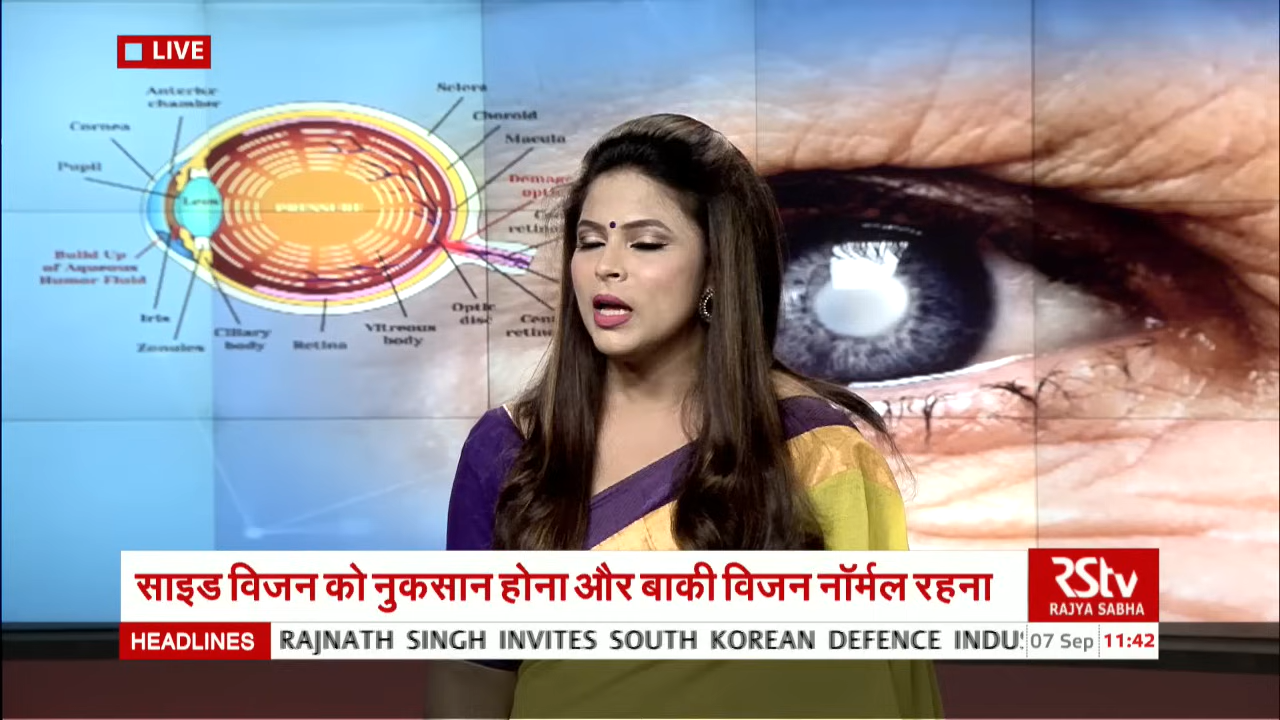 LIVE
Anterior
chamber
Sclera
Choroid
Cornea
Macula
Pupil
Lens
PRESSURE
Build Up
of Aqueous
Humor Fluid
Iris
Zonules
Ciliary
body
Retina
Vitreous
body
Optic
disc
साइड विजन को नुकसान होना और बाकी विजन नॉर्मल रहना
RStv
RAJYA SABHA
HEADLINES RAJNATH SINGH INVITES SOUTH KOREAN DEFENCE 07 Sep 11:42